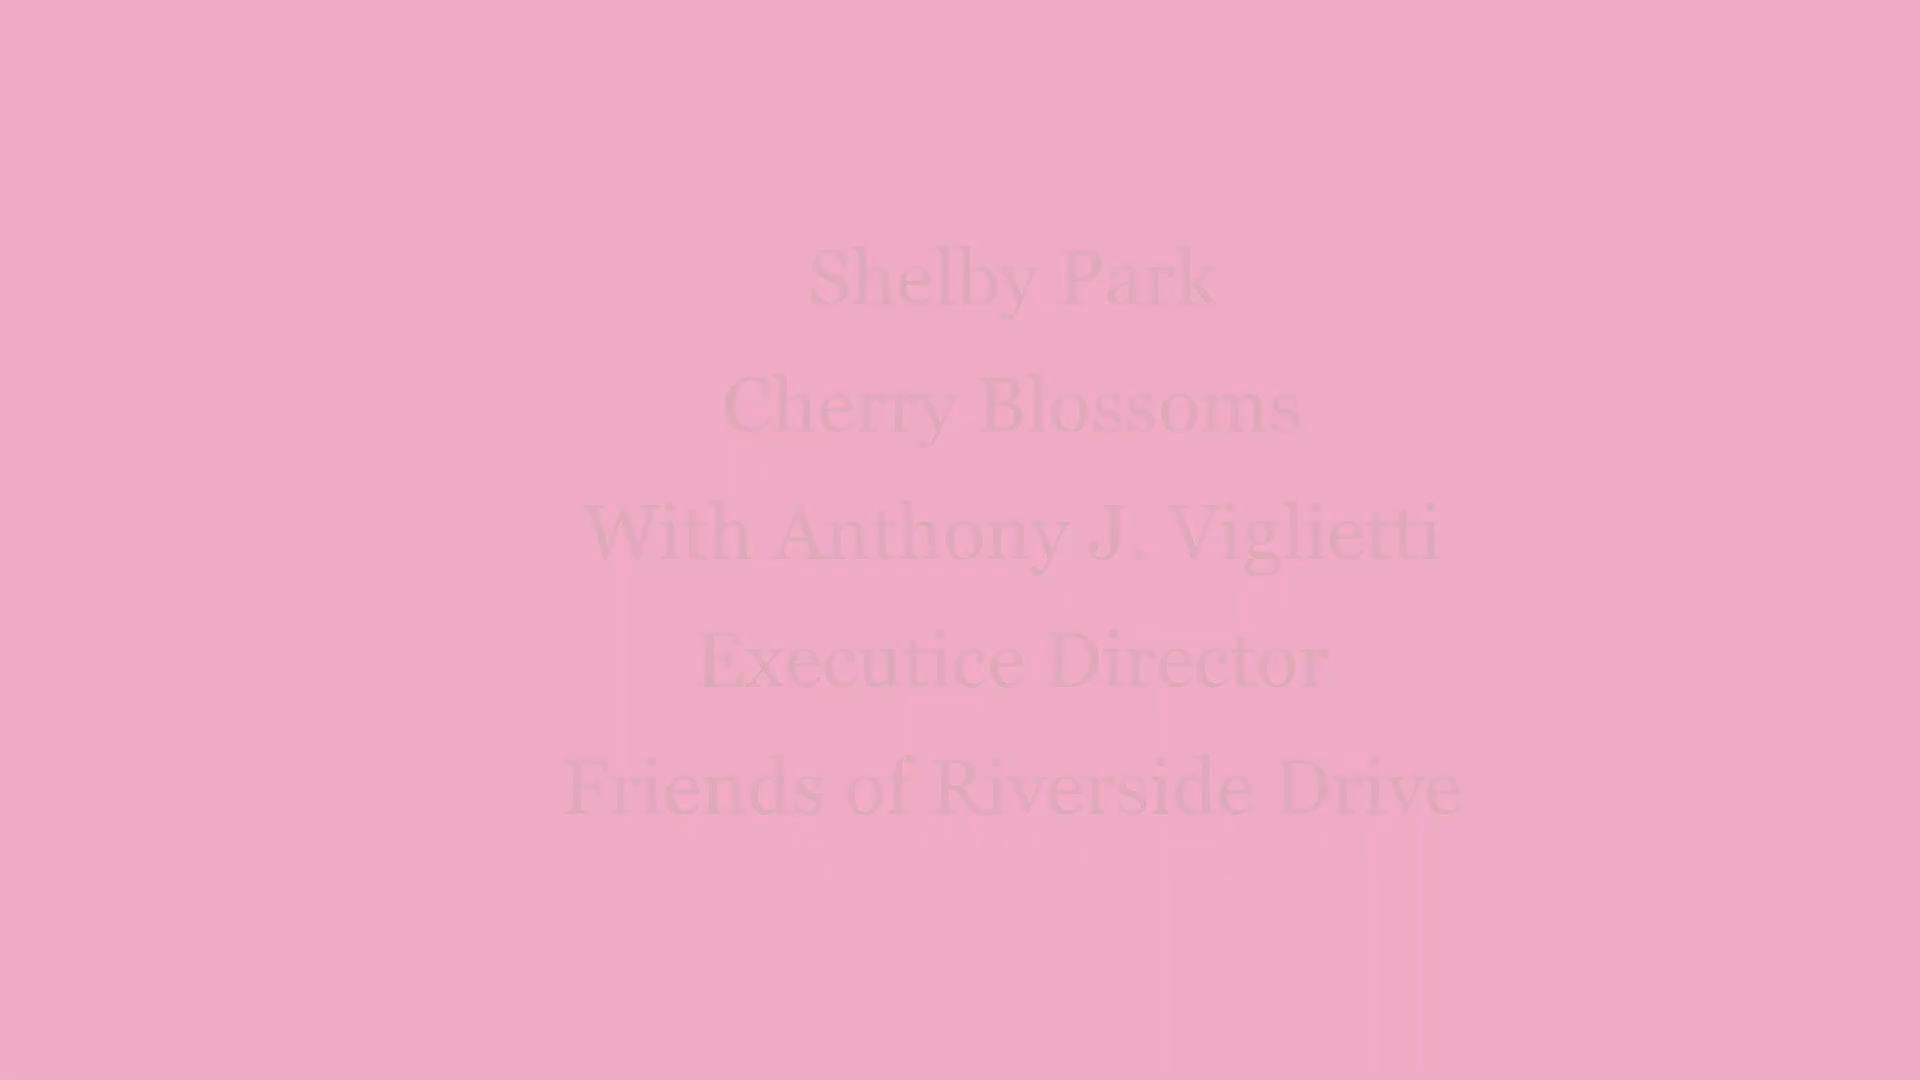 Shelby Park
Cherry Blossoms
With Anthony J. Viglietti
Executice Director
Friends of Riverside Drive